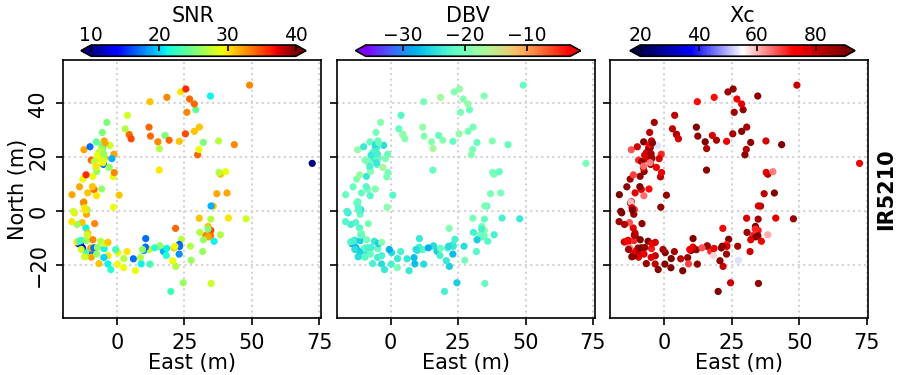 SNR DBV Xc
10 20 30 40 −30 −20 −10 20 40 60 80
North (m)
40
20
0
−20
IR5210
0 25 50 75 0 25 50 75 0 25 50 75
East (m) East (m) East (m)